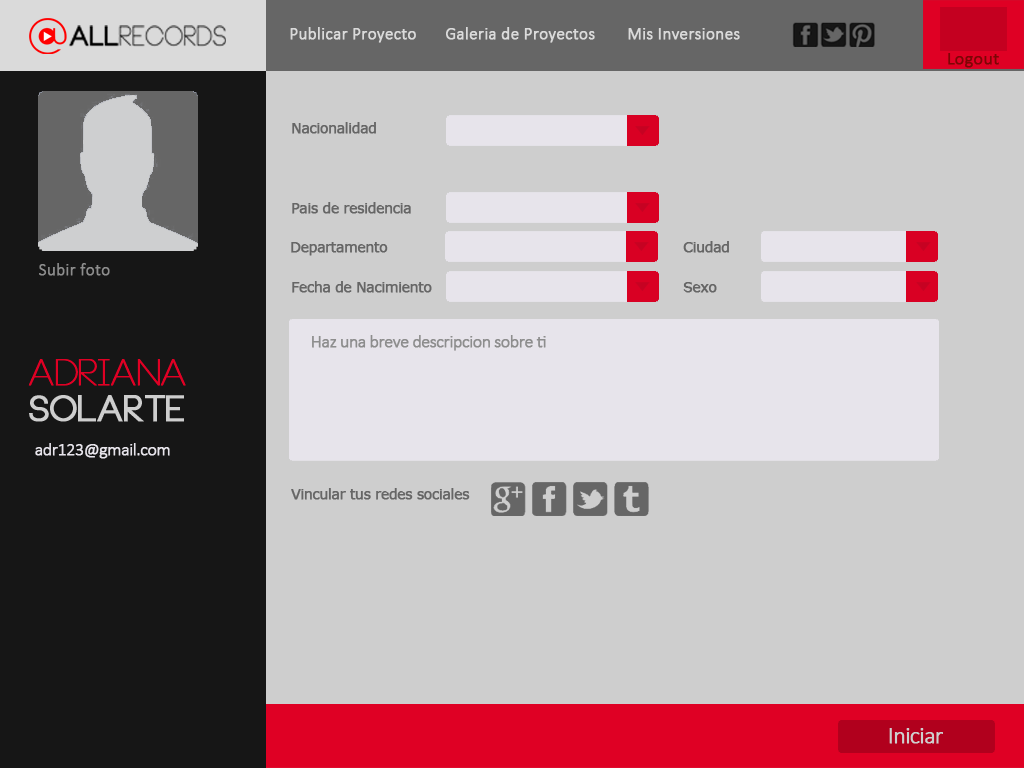 @ALLRECORDS
Publicar Proyecto Galeria de Proyectos Mis Inversiones
Logout
Nacionalidad
Pais de residencia
Departamento Ciudad
Fecha de Nacimiento Sexo
Haz una breve descripcion sobre ti
Vincular tus redes sociales
Subir foto
ADRIANA
SOLARTE
adr123@gmail.com
Iniciar